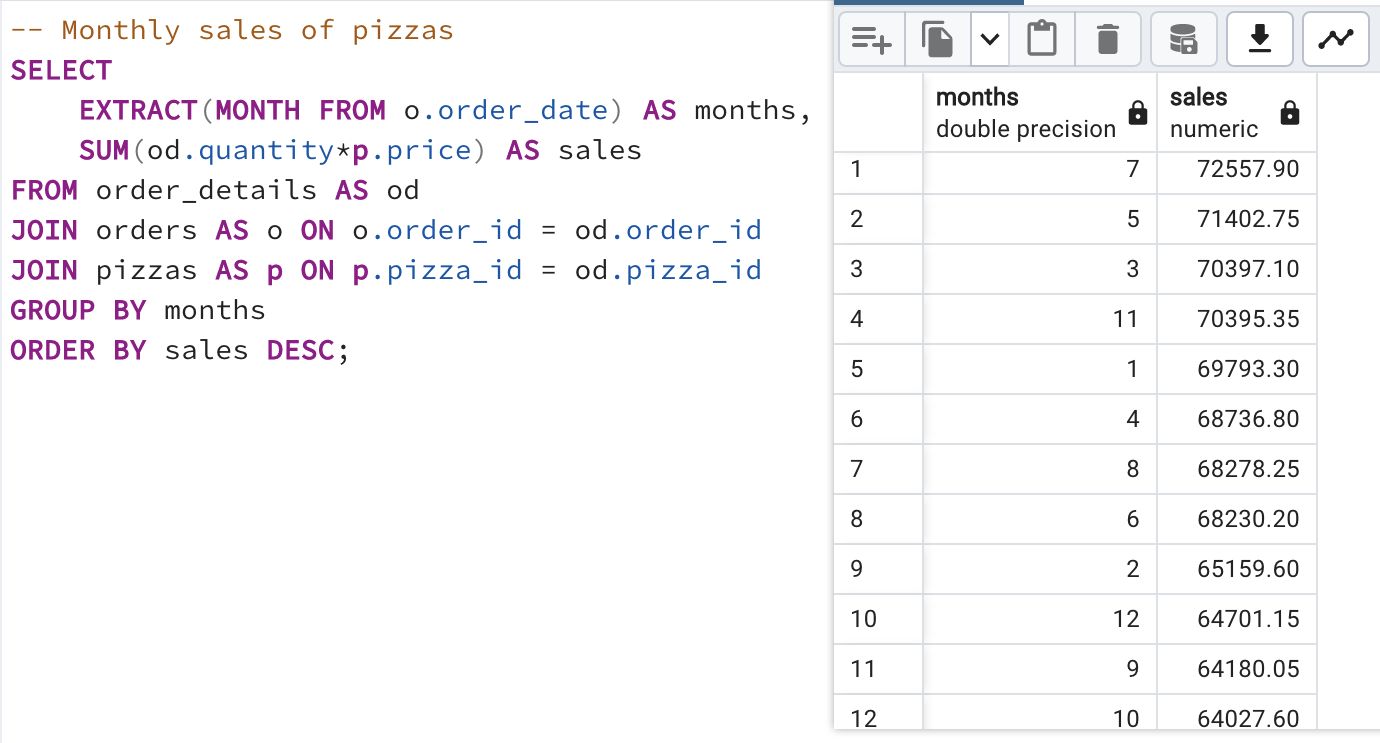 -- Monthly sales of pizzas
SELECT
    EXTRACT(MONTH FROM o.order_date) AS months,
    SUM(od.quantity*p.price) AS sales
FROM order_details AS od
JOIN orders AS o ON o.order_id = od.order_id
JOIN pizzas AS p ON p.pizza_id = od.pizza_id
GROUP BY months
ORDER BY sales DESC;
months sales
double precision numeric
1 7 72557.90
2 5 71402.75
3 3 70397.10
4 11 70395.35
5 1 69793.30
6 4 68736.80
7 8 68278.25
8 6 68230.20
9 2 65159.60
10 12 64701.15
11 9 64180.05
12 10 64027.60